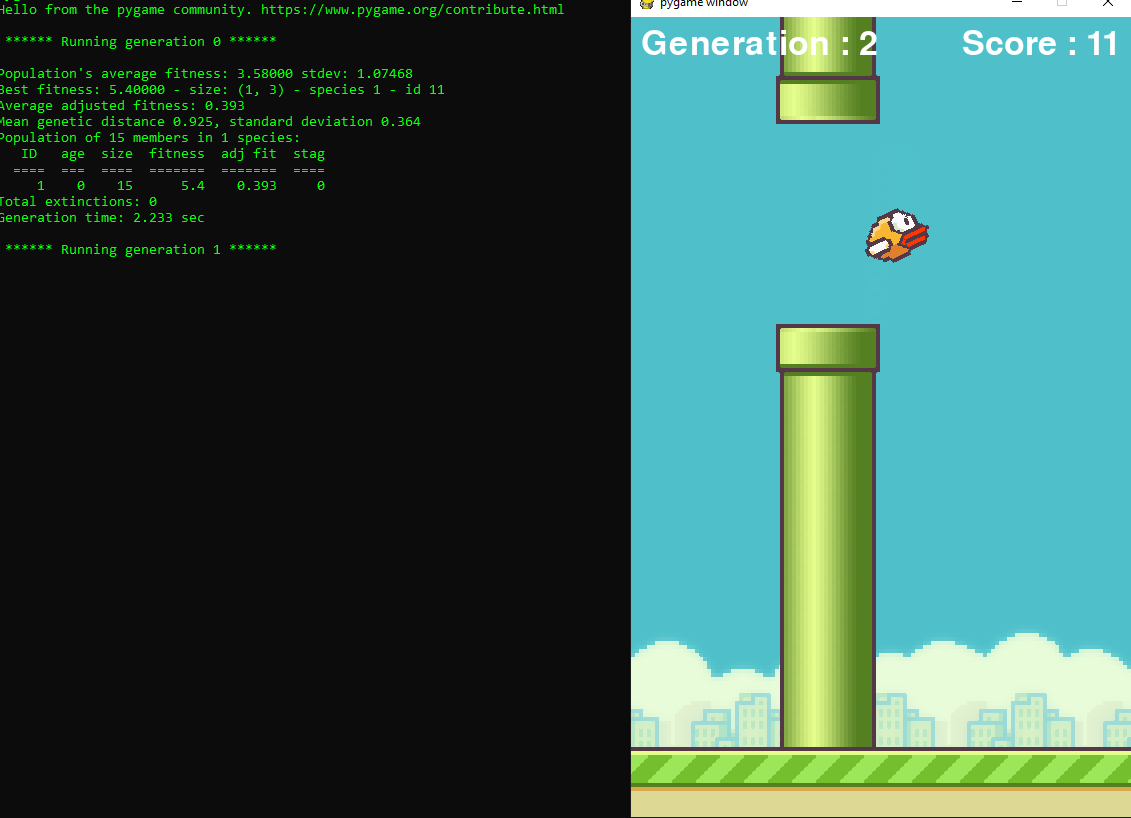 Hello from the pygame community. https://www.pygame.org/contribute.html
****** Running generation 0 ******
Population's average fitness: 3.58000 stdev: 1.07468
Best fitness: 5.40000 - size: (1, 3) - species 1 - id 11
Average adjusted fitness: 0.393
Mean genetic distance 0.925, standard deviation 0.364
Population of 15 members in 1 species:
ID age size fitness adj fit stag
==== === ==== ======= ======= ====
1 0 15 5.4 0.393 0
Total extinctions: 0
Generation time: 2.233 sec
****** Running generation 1 ******
pygame window
Generation : 2 Score : 11